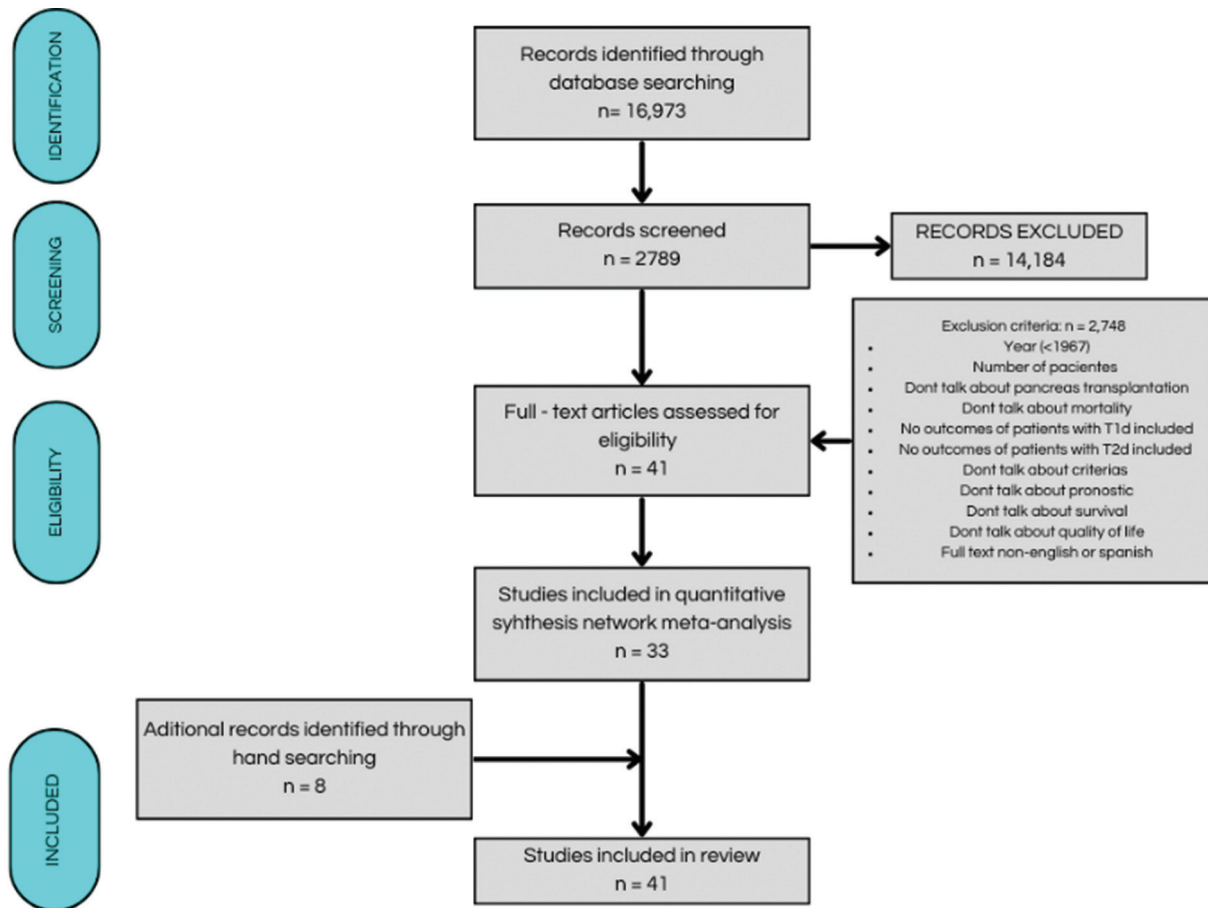 IDENTIFICATION
Records identified through
database searching
n= 16,973
SCREENING
Records screened
n = 2789
RECORDS EXCLUDED
n = 14,184
Exclusion criteria: n = 2,748
• Year (<1967)
• Number of pacientes
• Dont talk about pancreas transplantation
• Dont talk about mortality
• No outcomes of patients with T1d included
• No outcomes of patients with T2d included
• Dont talk about criterias
• Dont talk about pronostic
• Dont talk about survival
• Dont talk about quality of life
• Full text non-english or spanish
ELIGIBILITY
Full - text articles assessed for
eligibility
n = 41
Studies included in quantitative
syhthesis network meta-analysis
n = 33
Aditional records identified through
hand searching
n = 8
INCLUDED
Studies included in review
n = 41